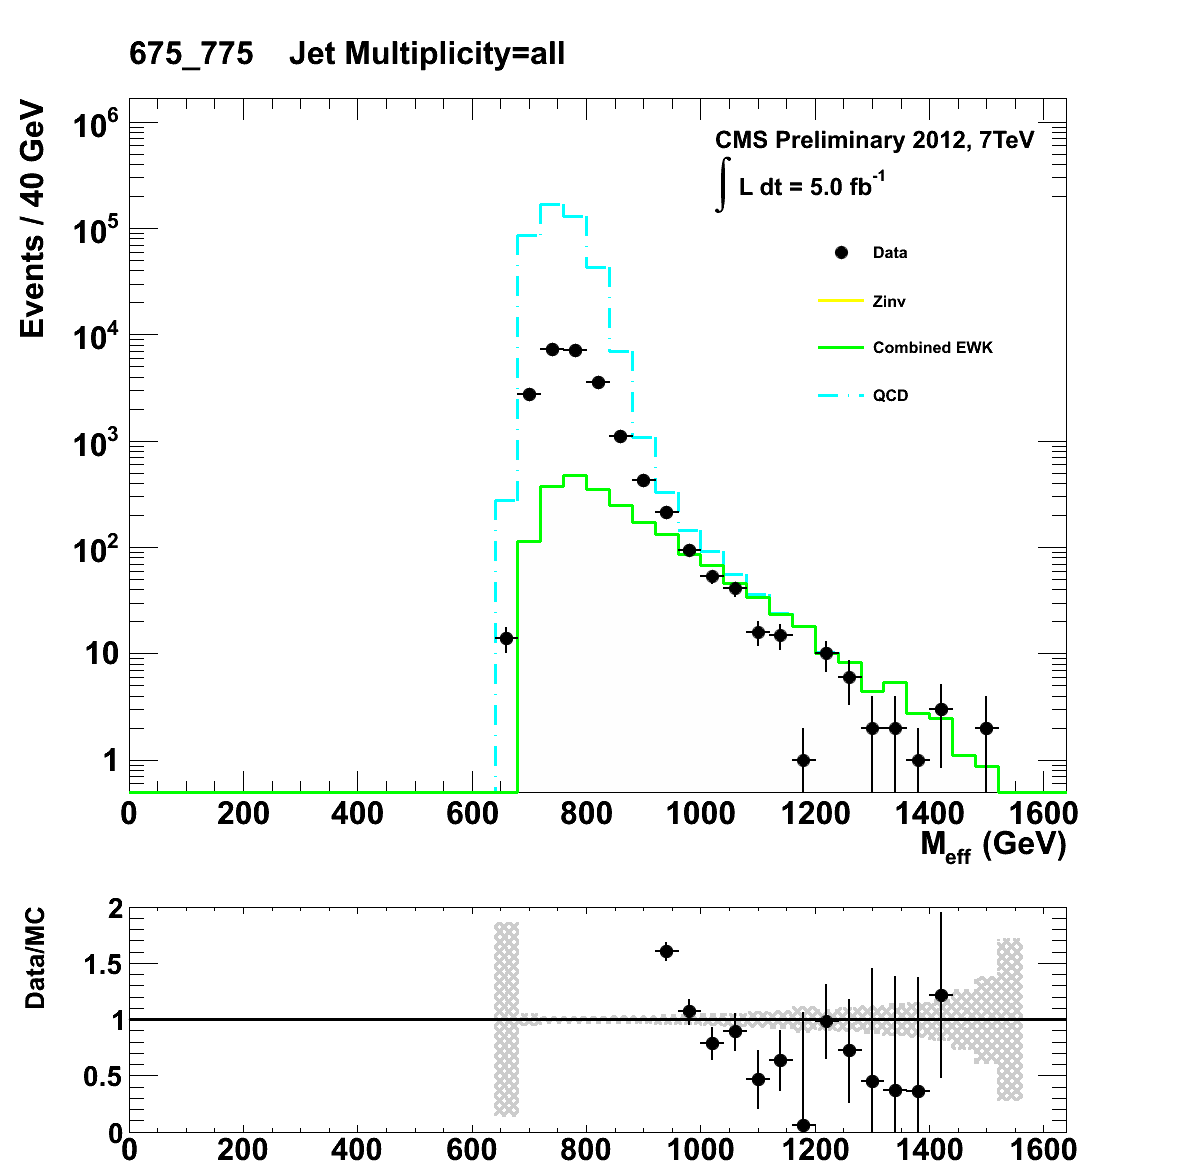 675_775 Jet Multiplicity=all
Events / 40 GeV
10^6
10^5
10^4
10^3
10^2
10
1
CMS Preliminary 2012, 7TeV
∫ L dt = 5.0 fb^-1
Data
Zinv
Combined EWK
QCD
0 200 400 600 800 1000 1200 1400 1600
M_eff (GeV)
Data/MC
2
1.5
1
0.5
0
0 200 400 600 800 1000 1200 1400 1600